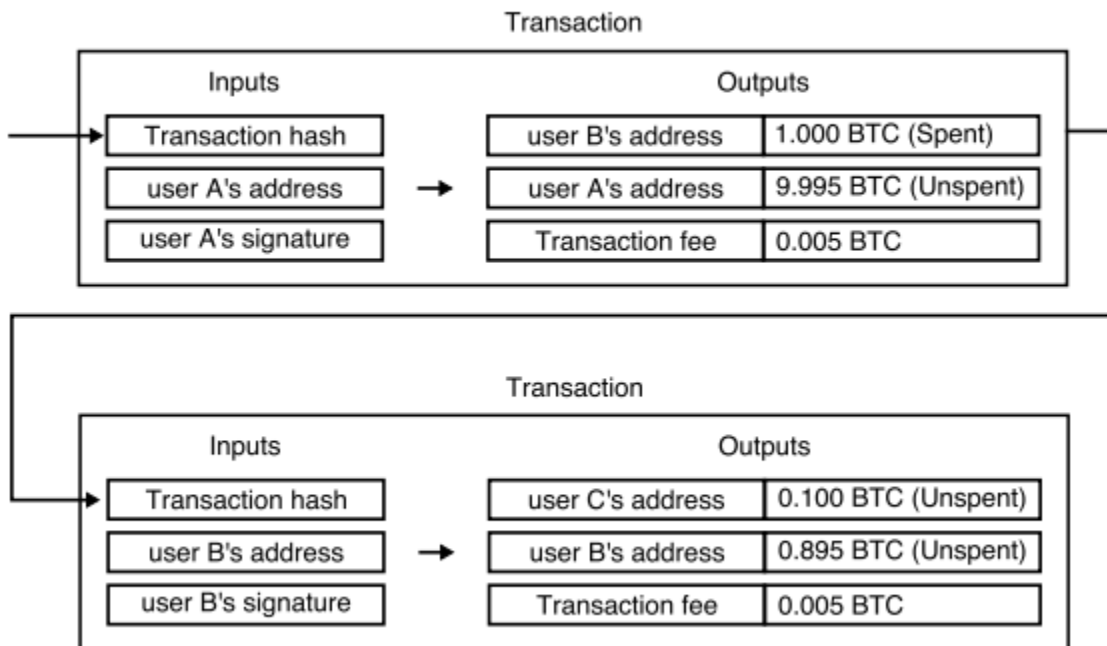 Transaction
Inputs Outputs
Transaction hash user B's address 1.000 BTC (Spent)
user A's address user A's address 9.995 BTC (Unspent)
user A's signature Transaction fee 0.005 BTC
Transaction
Inputs Outputs
Transaction hash user C's address 0.100 BTC (Unspent)
user B's address user B's address 0.895 BTC (Unspent)
user B's signature Transaction fee 0.005 BTC